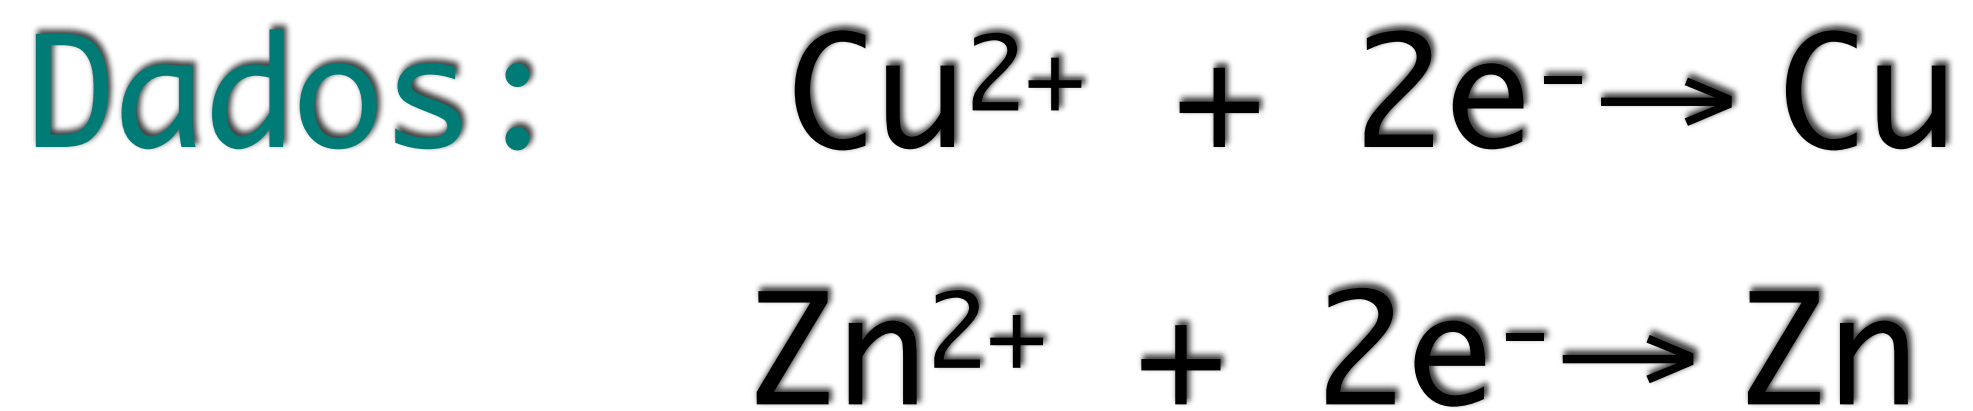 Dados: Cu²⁺ + 2e⁻→ Cu
Zn²⁺ + 2e⁻→ Zn